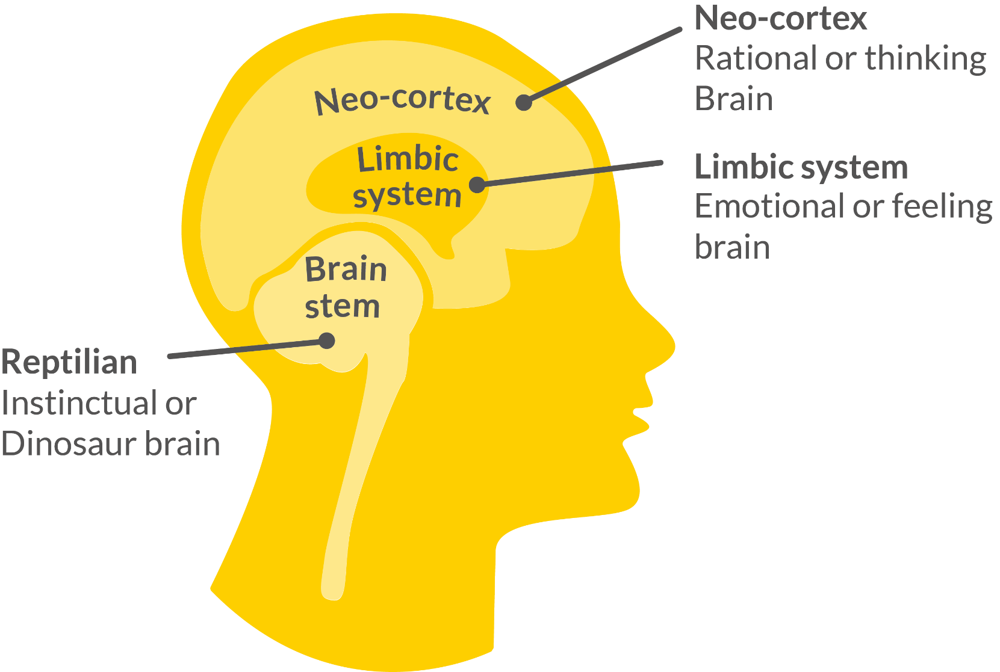 Neo-cortex
Rational or thinking
Brain
Neo-cortex
Limbic
system
Limbic system
Emotional or feeling
brain
Brain
stem
Reptilian
Instinctual or
Dinosaur brain